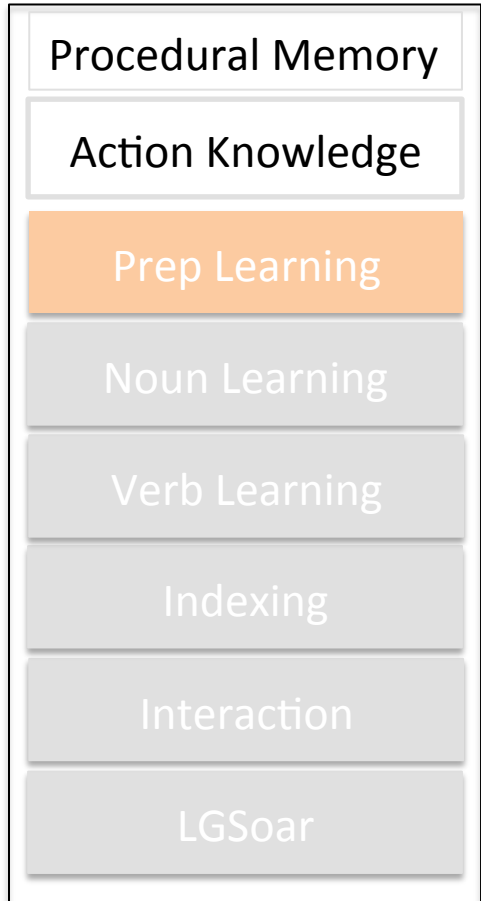 Procedural Memory
Action Knowledge
Prep Learning
Noun Learning
Verb Learning
Indexing
Interaction
LGSoar